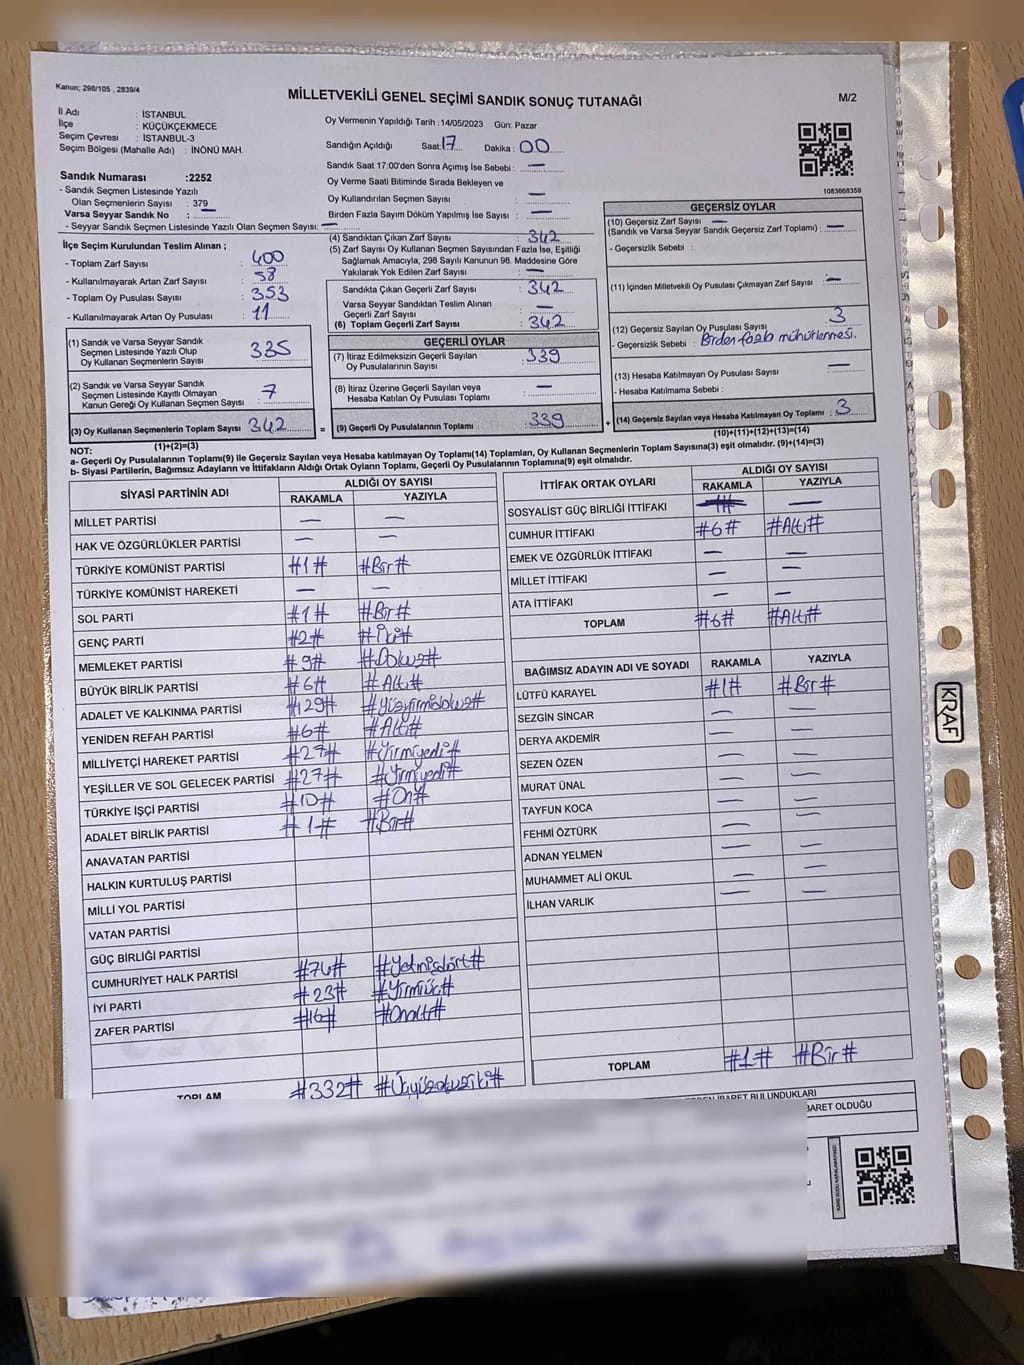 Kanun; 298/105 , 2839/4
MİLLETVEKİLİ GENEL SEÇİMİ SANDIK SONUÇ TUTANAĞI
M/2
İl Adı : İSTANBUL
İlçe : KÜÇÜKÇEKMECE
Seçim Çevresi : İSTANBUL-3
Seçim Bölgesi (Mahalle Adı) : İNÖNÜ MAH.
Oy Vermenin Yapıldığı Tarih :14/05/2023 Gün: Pazar
Sandığın Açıldığı Saat: 17 Dakika : 00
Sandık Saat 17:00'den Sonra Açımış İse Sebebi : —
Oy Verme Saati Bitiminde Sırada Bekleyen ve
Oy Kullandırılan Seçmen Sayısı : —
Birden Fazla Sayım Döküm Yapılmış İse Sayısı : —
1083668359
Sandık Numarası :2252
- Sandık Seçmen Listesinde Yazılı
Olan Seçmenlerin Sayısı : 379
Varsa Seyyar Sandık No : —
- Seyyar Sandık Seçmen Listesinde Yazılı Olan Seçmen Sayısı: —
İlçe Seçim Kurulundan Teslim Alınan ;
- Toplam Zarf Sayısı : 400
- Kullanılmayarak Artan Zarf Sayısı : 58
- Toplam Oy Pusulası Sayısı : 353
- Kullanılmayarak Artan Oy Pusulası : 11
(1) Sandık ve Varsa Seyyar Sandık
Seçmen Listesinde Yazılı Olup
Oy Kullanan Seçmenlerin Sayısı 335
(2) Sandık ve Varsa Seyyar Sandık
Seçmen Listesinde Kayıtlı Olmayan
Kanun Gereği Oy Kullanan Seçmen Sayısı : 7
(3) Oy Kullanan Seçmenlerin Toplam Sayısı 342
(1)+(2)=(3)
(4) Sandıktan Çıkan Zarf Sayısı : 342
(5) Zarf Sayısı Oy Kullanan Seçmen Sayısından Fazla İse, Eşitliği
Sağlamak Amacıyla, 298 Sayılı Kanunun 98. Maddesine Göre
Yakılarak Yok Edilen Zarf Sayısı : —
Sandıkta Çıkan Geçerli Zarf Sayısı : 342
Varsa Seyyar Sandıktan Teslim Alınan
Geçerli Zarf Sayısı : —
(6) Toplam Geçerli Zarf Sayısı : 342
GEÇERLİ OYLAR
(7) İtiraz Edilmeksizin Geçerli Sayılan
Oy Pusulalarının Sayısı : 339
(8) İtiraz Üzerine Geçerli Sayılan veya
Hesaba Katılan Oy Pusulası Toplamı : —
= (9) Geçerli Oy Pusulalarının Toplamı : 339
GEÇERSİZ OYLAR
(10) Geçersiz Zarf Sayısı —
(Sandık ve Varsa Seyyar Sandık Geçersiz Zarf Toplamı) : —
- Geçersizlik Sebebi :
(11) İçinden Milletvekili Oy Pusulası Çıkmayan Zarf Sayısı : —
(12) Geçersiz Sayılan Oy Pusulası Sayısı : 3
- Geçersizlik Sebebi : Birden fazla mühürlenmesi.
(13) Hesaba Katılmayan Oy Pusulası Sayısı : —
- Hesaba Katılmama Sebebi :
+ (14) Geçersiz Sayılan veya Hesaba Katılmayan Oy Toplamı : 3
(10)+(11)+(12)+(13)=(14)
NOT:
a- Geçerli Oy Pusulalarının Toplamı(9) ile Geçersiz Sayılan veya Hesaba katılmayan Oy Toplamı(14) Toplamları, Oy Kullanan Seçmenlerin Toplam Sayısına(3) eşit olmalıdır. (9)+(14)=(3)
b- Siyasi Partilerin, Bağımsız Adayların ve İttifakların Aldığı Ortak Oyların Toplamı, Geçerli Oy Pusulalarının Toplamına(9) eşit olmalıdır.
SİYASİ PARTİNİN ADI ALDIĞI OY SAYISI
RAKAMLA YAZIYLA
MİLLET PARTİSİ — —
HAK VE ÖZGÜRLÜKLER PARTİSİ — —
TÜRKİYE KOMÜNİST PARTİSİ #1# #Bir#
TÜRKİYE KOMÜNİST HAREKETİ — —
SOL PARTİ #1# #Bir#
GENÇ PARTİ #2# #İki#
MEMLEKET PARTİSİ #9# #Dokuz#
BÜYÜK BİRLİK PARTİSİ #6# #Altı#
ADALET VE KALKINMA PARTİSİ #129# #Yüzyirmidokuz#
YENİDEN REFAH PARTİSİ #6# #Altı#
MİLLİYETÇİ HAREKET PARTİSİ #27# #Yirmiyedi#
YEŞİLLER VE SOL GELECEK PARTİSİ #27# #Yirmiyedi#
TÜRKİYE İŞÇİ PARTİSİ #10# #On#
ADALET BİRLİK PARTİSİ #1# #Bir#
ANAVATAN PARTİSİ
HALKIN KURTULUŞ PARTİSİ
MİLLİ YOL PARTİSİ
VATAN PARTİSİ
GÜÇ BİRLİĞİ PARTİSİ
CUMHURİYET HALK PARTİSİ #74# #Yetmişdört#
İYİ PARTİ #23# #Yirmiüç#
ZAFER PARTİSİ #16# #Onaltı#
TOPLAM #332# #Üçyüzotuziki#
İTTİFAK ORTAK OYLARI ALDIĞI OY SAYISI
RAKAMLA YAZIYLA
SOSYALİST GÜÇ BİRLİĞİ İTTİFAKI —
CUMHUR İTTİFAKI #6# #Altı#
EMEK VE ÖZGÜRLÜK İTTİFAKI — —
MİLLET İTTİFAKI — —
ATA İTTİFAKI — —
TOPLAM #6# #Altı#
BAĞIMSIZ ADAYIN ADI VE SOYADI RAKAMLA YAZIYLA
LÜTFÜ KARAYEL #1# #Bir#
SEZGİN SİNCAR — —
DERYA AKDEMİR — —
SEZEN ÖZEN — —
MURAT ÜNAL — —
TAYFUN KOCA — —
FEHMİ ÖZTÜRK — —
ADNAN YELMEN — —
MUHAMMET ALİ OKUL — —
İLHAN VARLIK — —
TOPLAM #1# #Bir#
İBARET BULUNDUKLARI
BARET OLDUĞU
KRAF